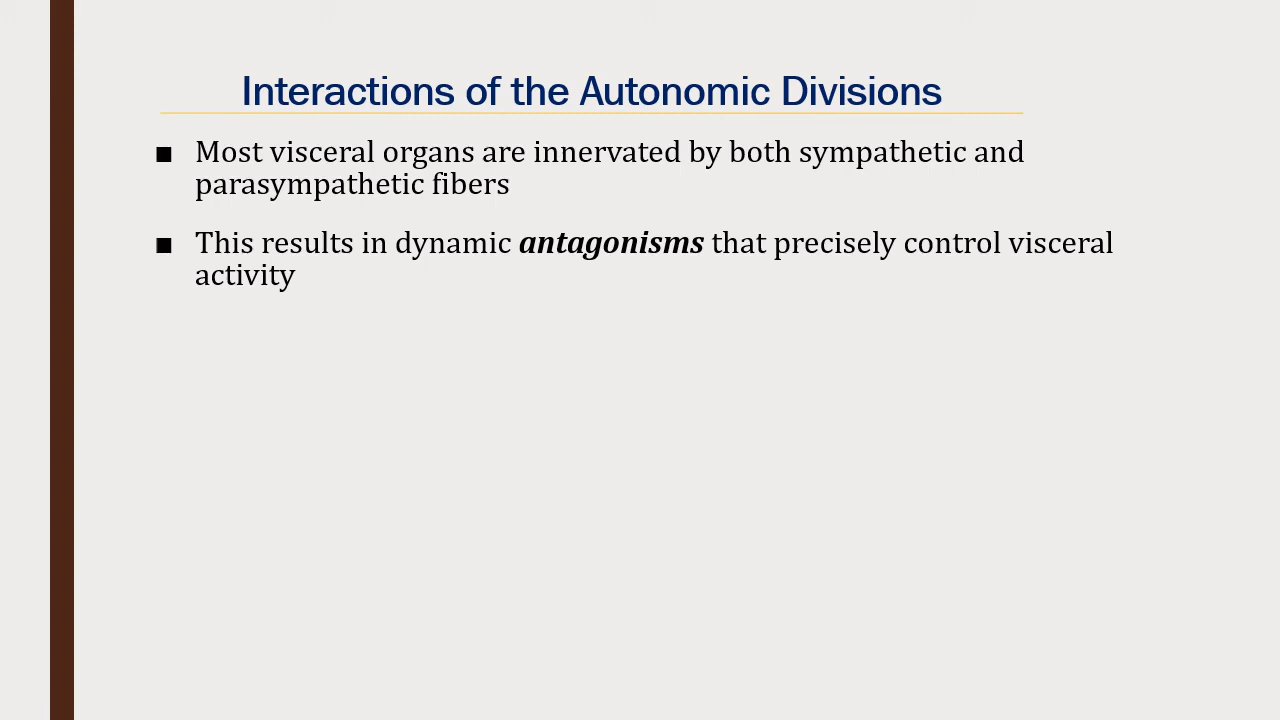 Interactions of the Autonomic Divisions
■ Most visceral organs are innervated by both sympathetic and
parasympathetic fibers
■ This results in dynamic antagonisms that precisely control visceral
activity